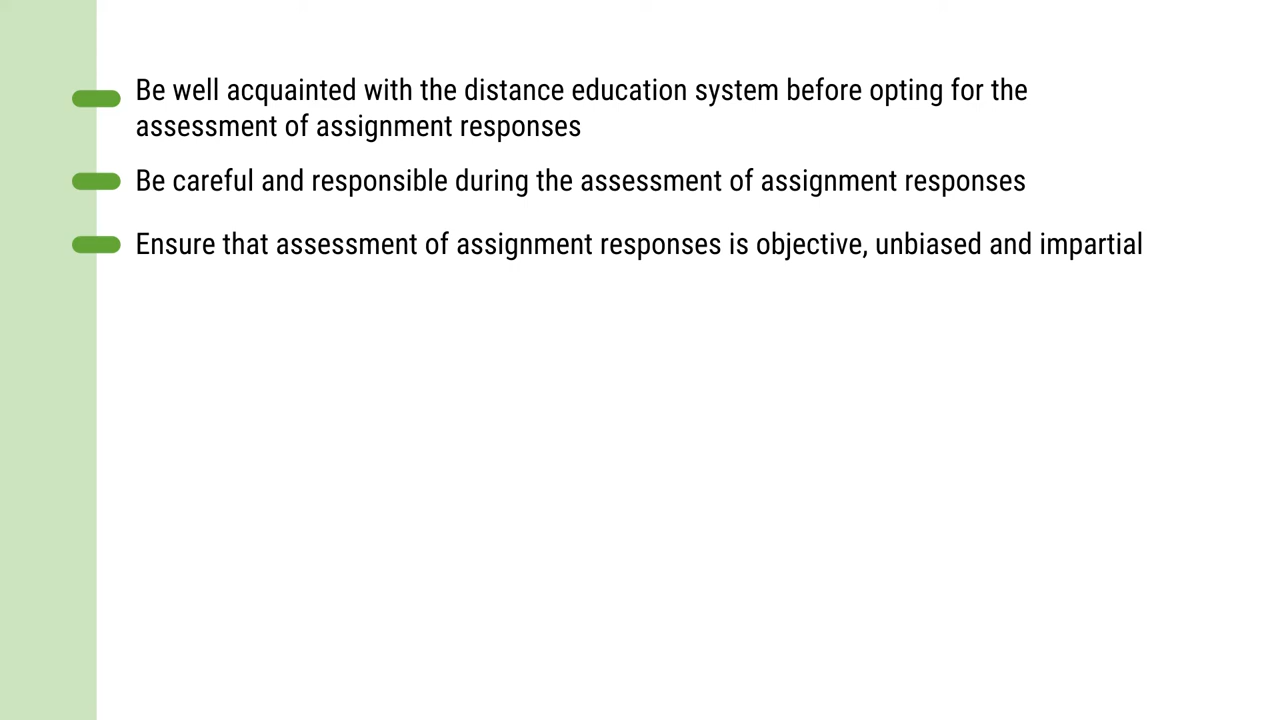 Be well acquainted with the distance education system before opting for the
assessment of assignment responses
Be careful and responsible during the assessment of assignment responses
Ensure that assessment of assignment responses is objective, unbiased and impartial